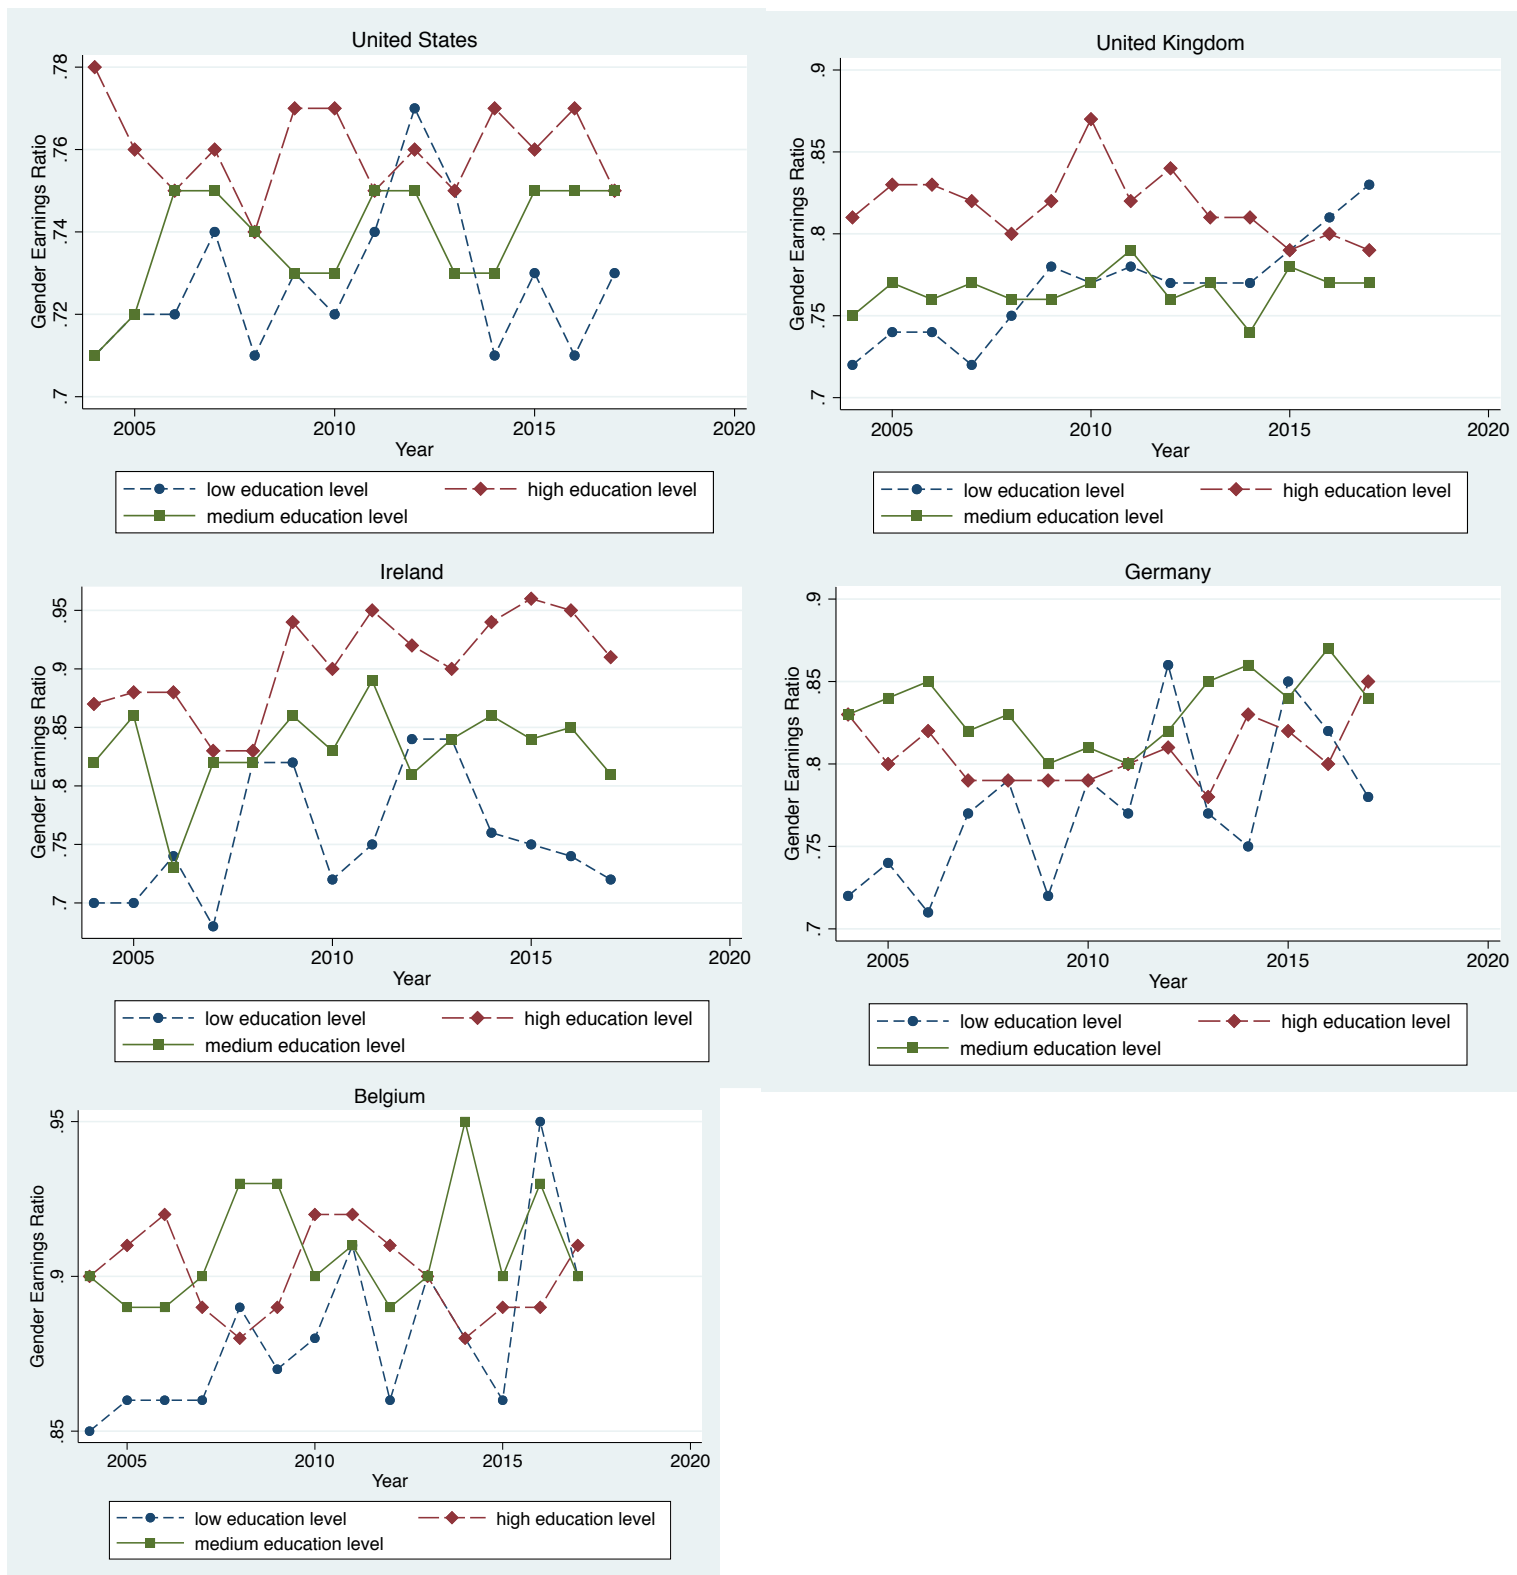 United States
Gender Earnings Ratio
.78
.76
.74
.72
.7
2005 2010 2015 2020
Year
low education level high education level
medium education level
United Kingdom
Gender Earnings Ratio
.9
.85
.8
.75
.7
2005 2010 2015 2020
Year
low education level high education level
medium education level
Ireland
Gender Earnings Ratio
.95
.9
.85
.8
.75
.7
2005 2010 2015 2020
Year
low education level high education level
medium education level
Germany
Gender Earnings Ratio
.9
.85
.8
.75
.7
2005 2010 2015 2020
Year
low education level high education level
medium education level
Belgium
Gender Earnings Ratio
.95
.9
.85
2005 2010 2015 2020
Year
low education level high education level
medium education level